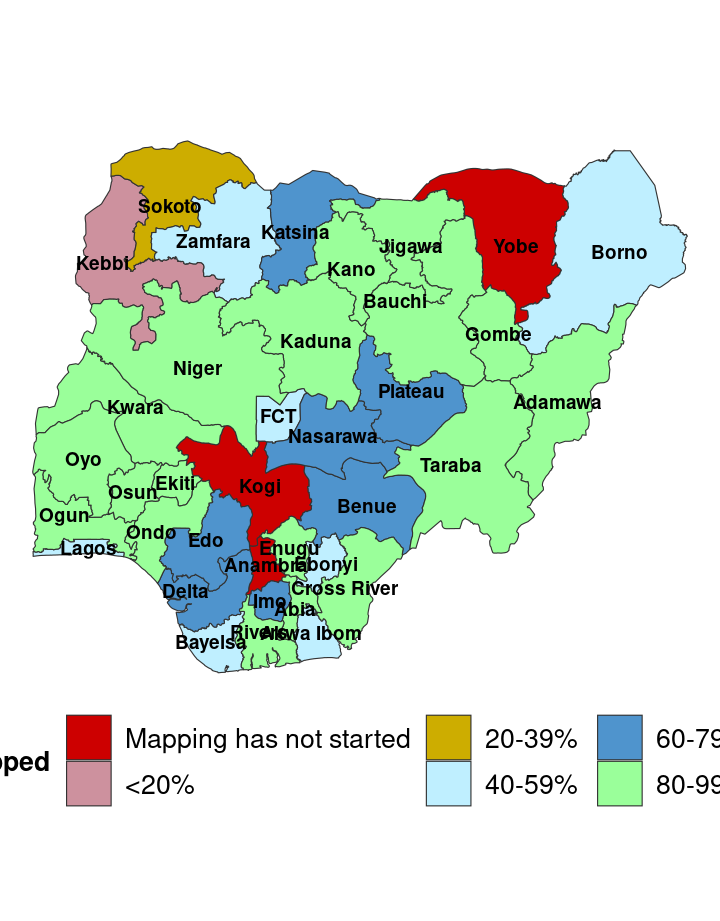 Sokoto
Katsina
Zamfara
Jigawa
Yobe
Borno
Kebbi
Kano
Bauchi
Kaduna
Gombe
Niger
Plateau
Kwara
FCT
Adamawa
Nasarawa
Oyo
Taraba
Osun
Ekiti
Kogi
Ogun
Benue
Ondo
Edo
Lagos
Enugu
Anambra
Ebonyi
Delta
Cross River
Imo
Abia
Bayelsa
Rivers
Akwa Ibom
pped
Mapping has not started
20-39%
60-79
<20%
40-59%
80-99